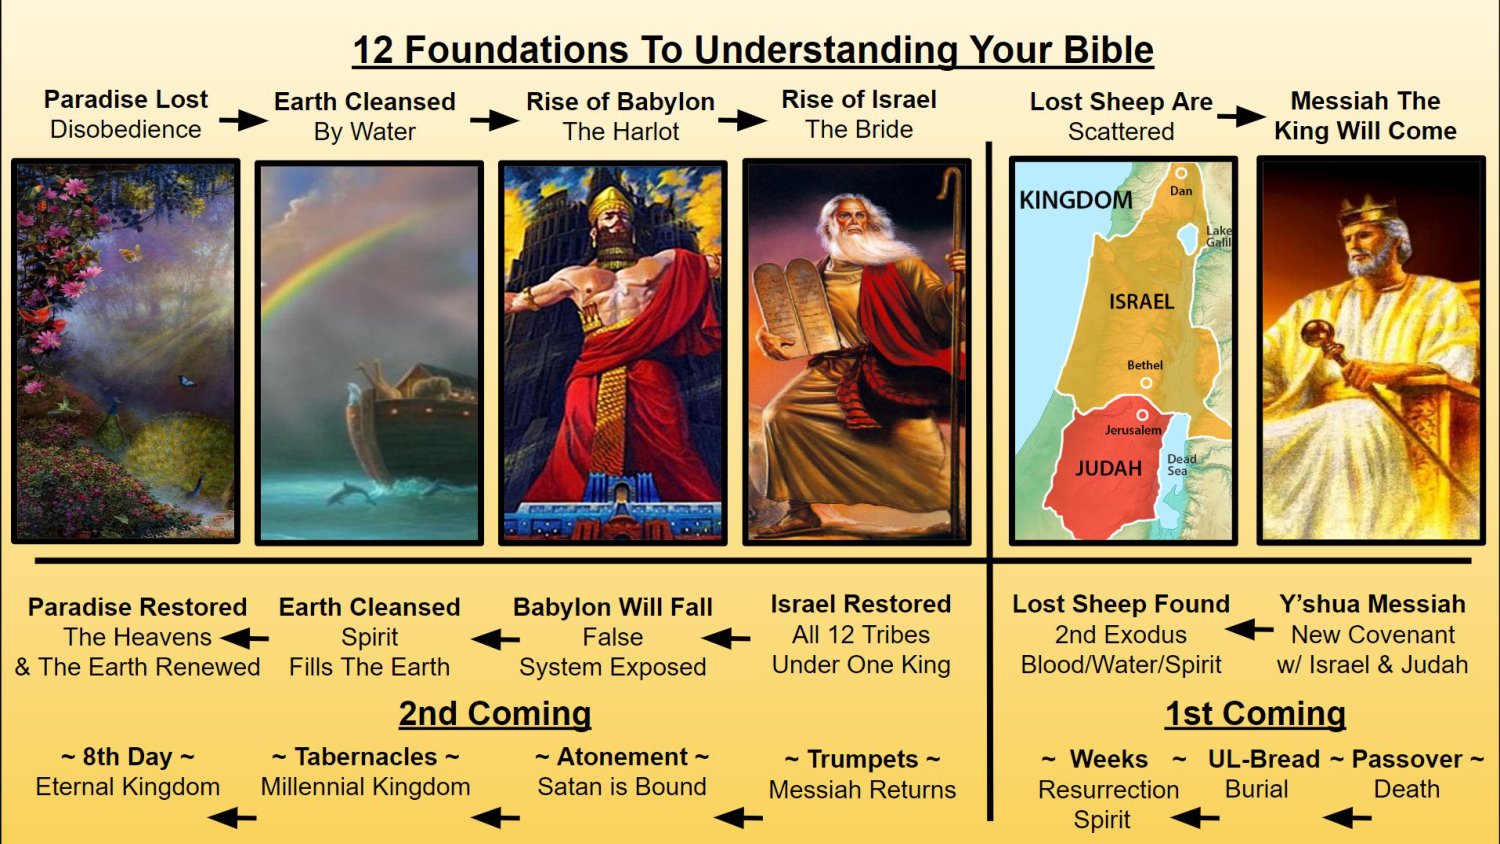 12 Foundations To Understanding Your Bible
Paradise Lost
Disobedience
Earth Cleansed
By Water
Rise of Babylon
The Harlot
Rise of Israel
The Bride
Lost Sheep Are
Scattered
Messiah The
King Will Come
KINGDOM
Dan
Lake
Galil
ISRAEL
Bethel
Jerusalem
JUDAH
Dead
Sea
Paradise Restored
The Heavens
& The Earth Renewed
Earth Cleansed
Spirit
Fills The Earth
Babylon Will Fall
False
System Exposed
Israel Restored
All 12 Tribes
Under One King
Lost Sheep Found
2nd Exodus
Blood/Water/Spirit
Y'shua Messiah
New Covenant
w/ Israel & Judah
2nd Coming
1st Coming
~ 8th Day ~
Eternal Kingdom
~ Tabernacles ~
Millennial Kingdom
~ Atonement ~
Satan is Bound
~ Trumpets ~
Messiah Returns
~ Weeks ~
Resurrection
Spirit
UL-Bread
Burial
~ Passover ~
Death